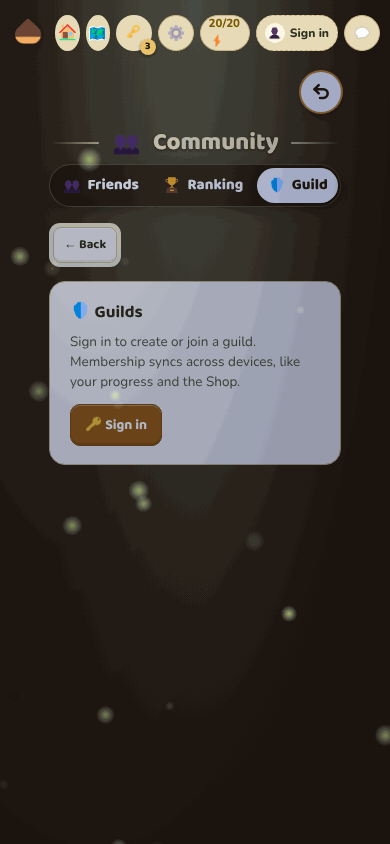 20/20
3
Sign in
Community
Friends
Ranking
Guild
← Back
Guilds
Sign in to create or join a guild.
Membership syncs across devices, like
your progress and the Shop.
Sign in